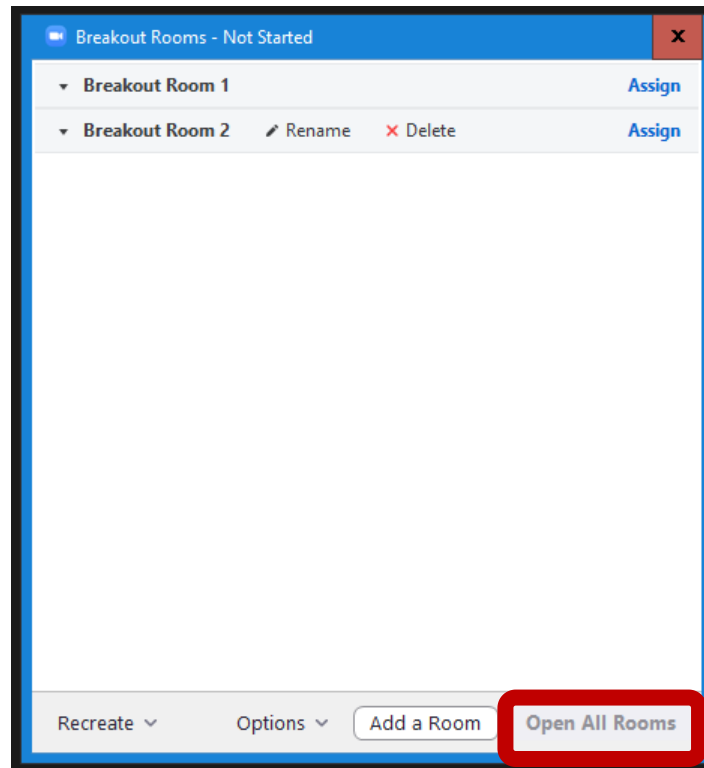 Breakout Rooms - Not Started
x
Breakout Room 1 Assign
Breakout Room 2 Rename × Delete Assign
Recreate Options Add a Room Open All Rooms